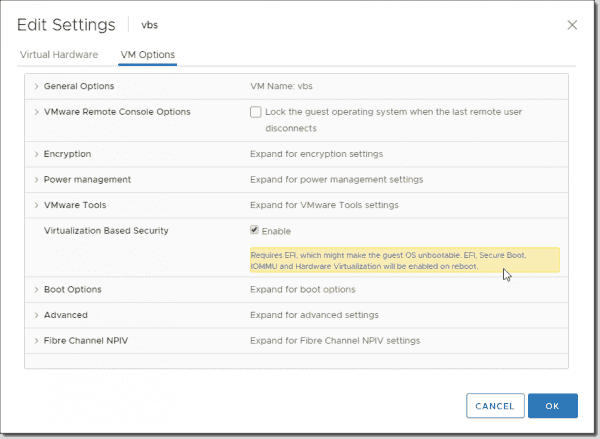 Edit Settings vbs
Virtual Hardware VM Options
General Options VM Name: vbs
VMware Remote Console Options Lock the guest operating system when the last remote user
disconnects
Encryption Expand for encryption settings
Power management Expand for power management settings
VMware Tools Expand for VMware Tools settings
Virtualization Based Security Enable
Requires EFI, which might make the guest OS unbootable. EFI, Secure Boot,
IOMMU and Hardware Virtualization will be enabled on reboot.
Boot Options Expand for boot options
Advanced Expand for advanced settings
Fibre Channel NPIV Expand for Fibre Channel NPIV settings
CANCEL OK